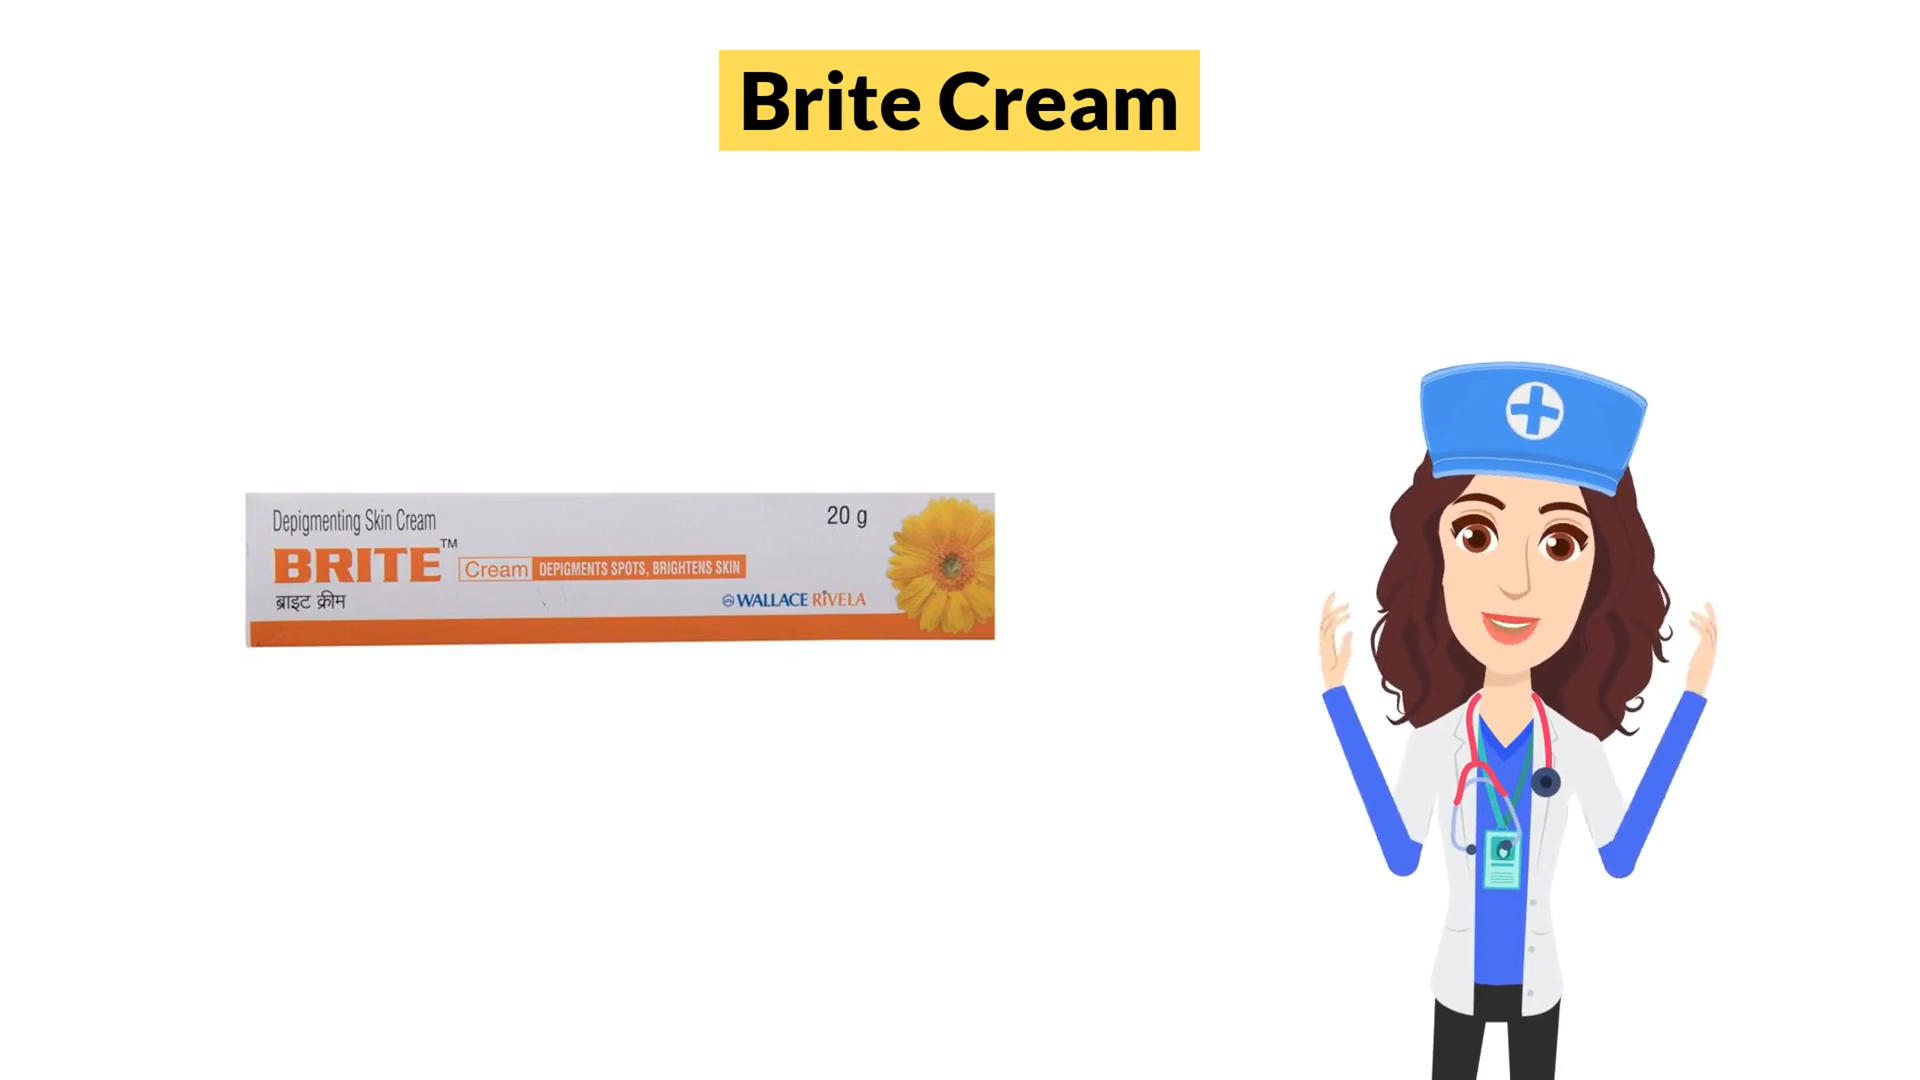 Brite Cream
Depigmenting Skin Cream
20 g
BRITE™
Cream DEPIGMENTS SPOTS, BRIGHTENS SKIN
ब्राइट क्रीम
WALLACE RiVELA